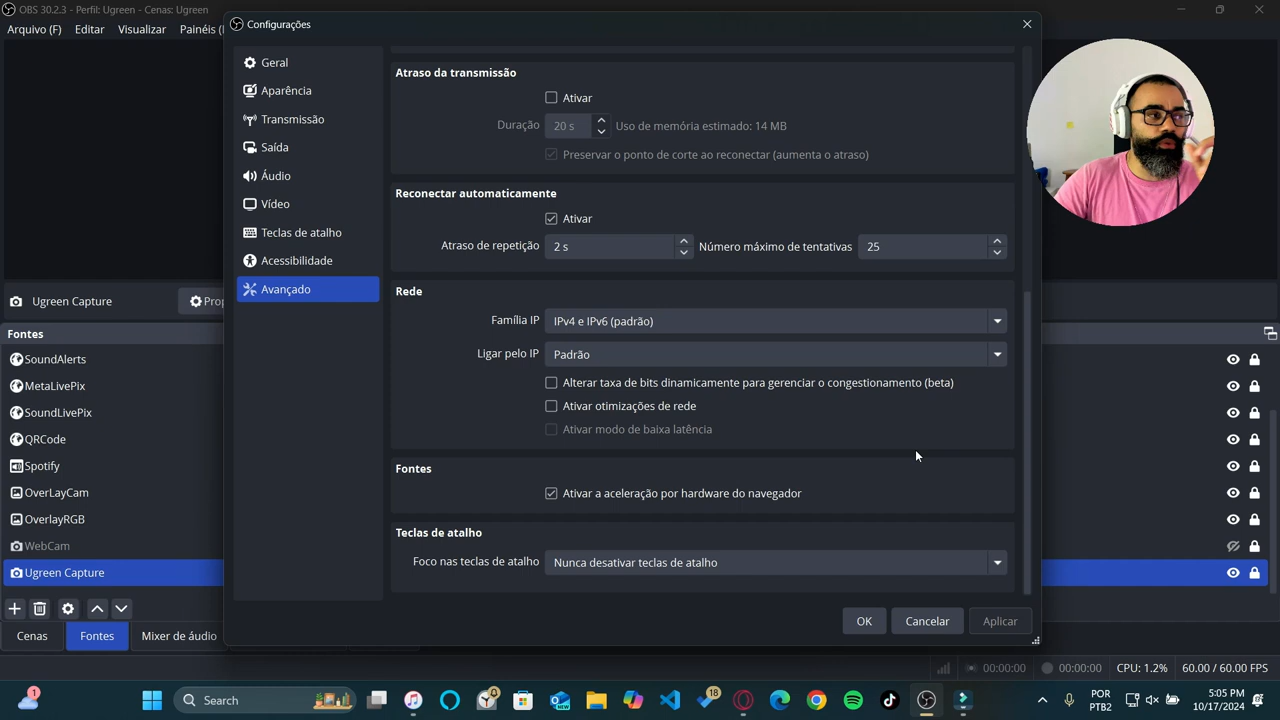 OBS 30.2.3 - Perfil: Ugreen - Cenas: Ugreen
Arquivo (F) Editar Visualizar Painéis
Configurações
Geral
Aparência
Transmissão
Saída
Áudio
Vídeo
Teclas de atalho
Acessibilidade
Avançado
Atraso da transmissão
Ativar
Duração 20 s Uso de memória estimado: 14 MB
Preservar o ponto de corte ao reconectar (aumenta o atraso)
Reconectar automaticamente
Ativar
Atraso de repetição 2 s Número máximo de tentativas 25
Rede
Família IP IPv4 e IPv6 (padrão)
Ligar pelo IP Padrão
Alterar taxa de bits dinamicamente para gerenciar o congestionamento (beta)
Ativar otimizações de rede
Ativar modo de baixa latência
Fontes
Ativar a aceleração por hardware do navegador
Teclas de atalho
Foco nas teclas de atalho Nunca desativar teclas de atalho
OK Cancelar Aplicar
Ugreen Capture Prop
Fontes
SoundAlerts
MetaLivePix
SoundLivePix
QRCode
Spotify
OverLayCam
OverlayRGB
WebCam
Ugreen Capture
Cenas Fontes Mixer de áudio
00:00:00 00:00:00 CPU: 1.2% 60.00 / 60.00 FPS
1 Search 18 POR
PTB2
5:05 PM
10/17/2024